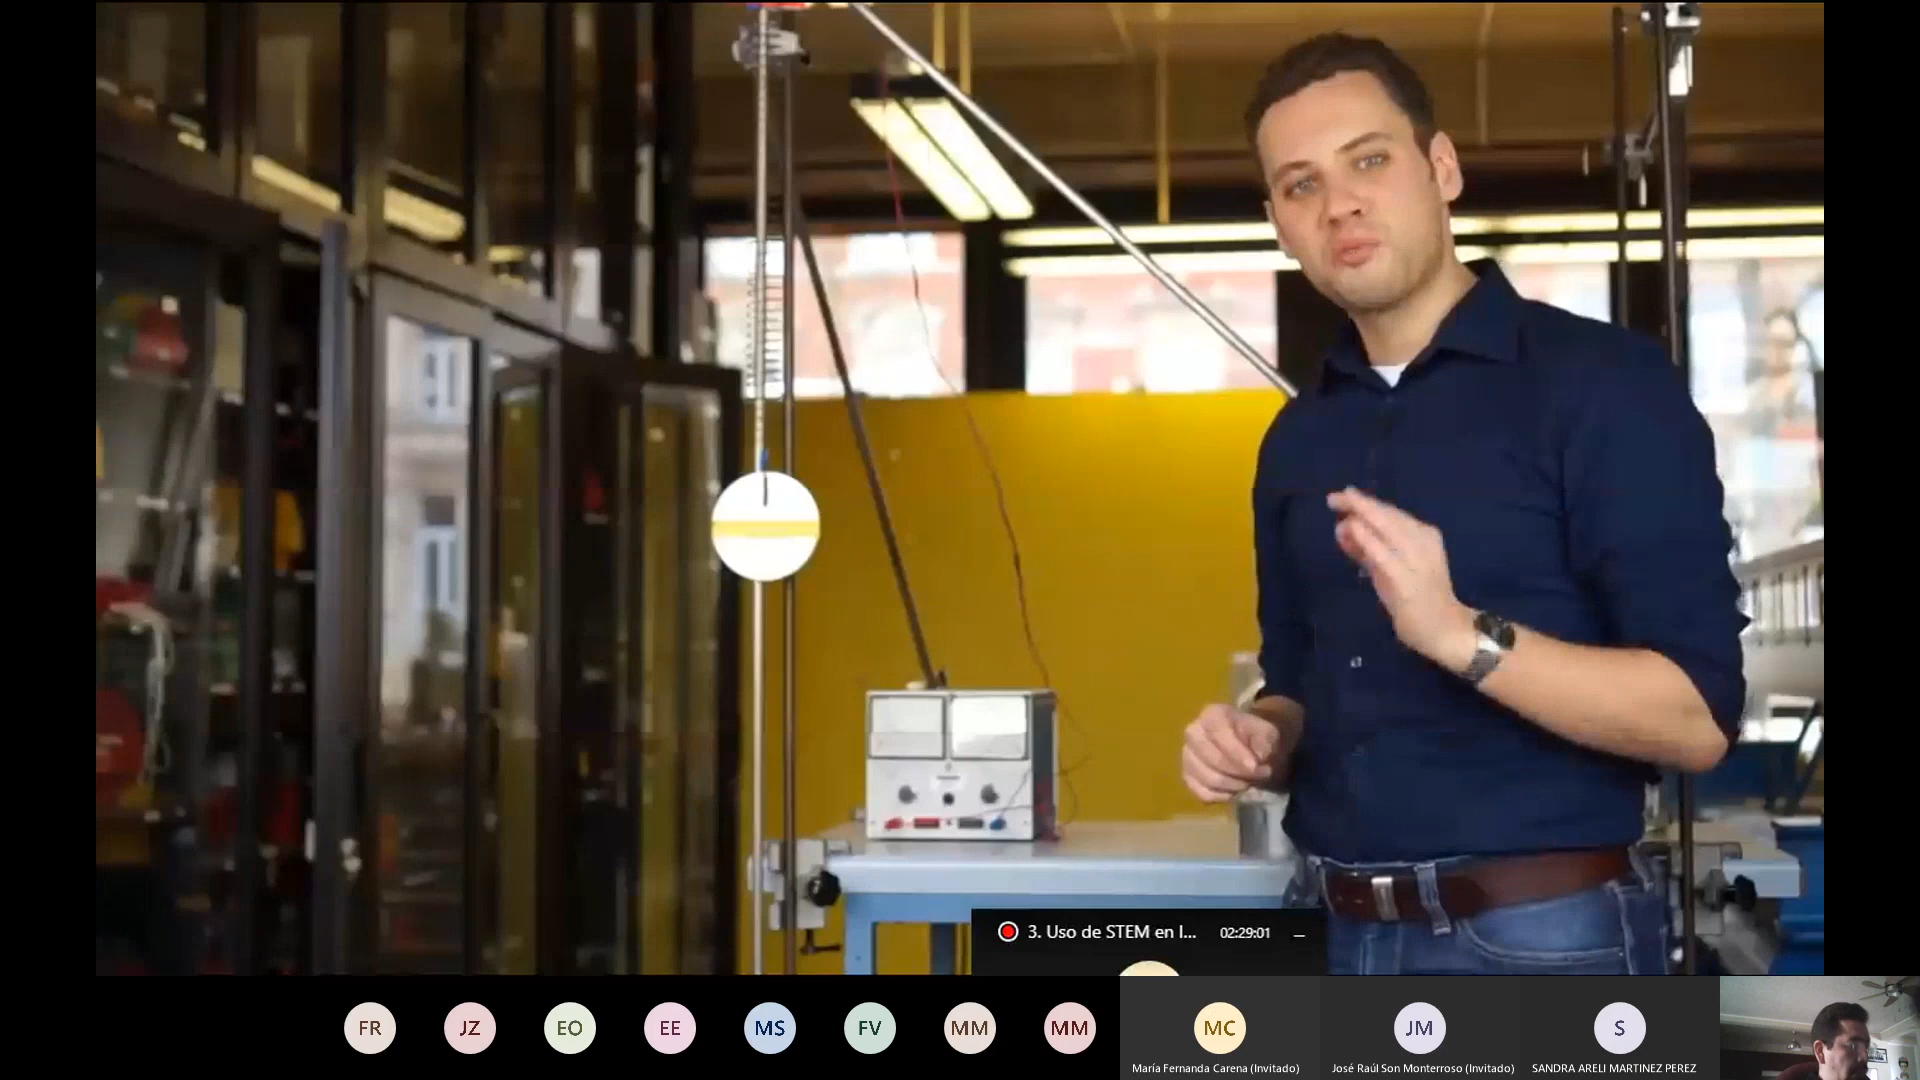 3. Uso de STEM en I... 02:29:01
FR JZ EO EE MS FV MM MM MC JM S
María Fernanda Carena (Invitado) José Raúl Son Monterroso (Invitado) SANDRA ARELI MARTINEZ PEREZ